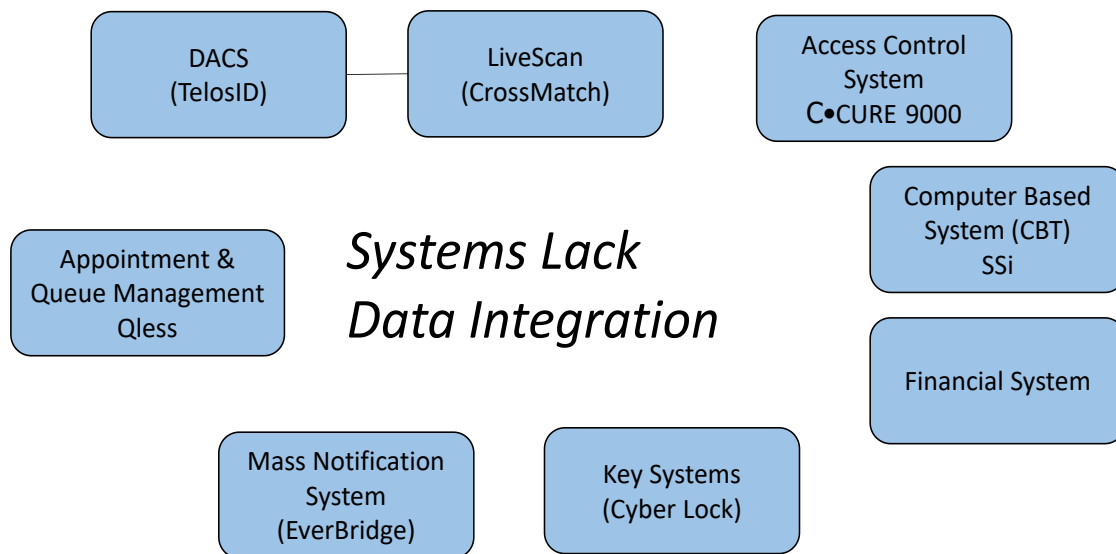 DACS
(TelosID)
LiveScan
(CrossMatch)
Access Control
System
C•CURE 9000
Computer Based
System (CBT)
SSi
Appointment &
Queue Management
Qless
Systems Lack
Data Integration
Financial System
Mass Notification
System
(EverBridge)
Key Systems
(Cyber Lock)